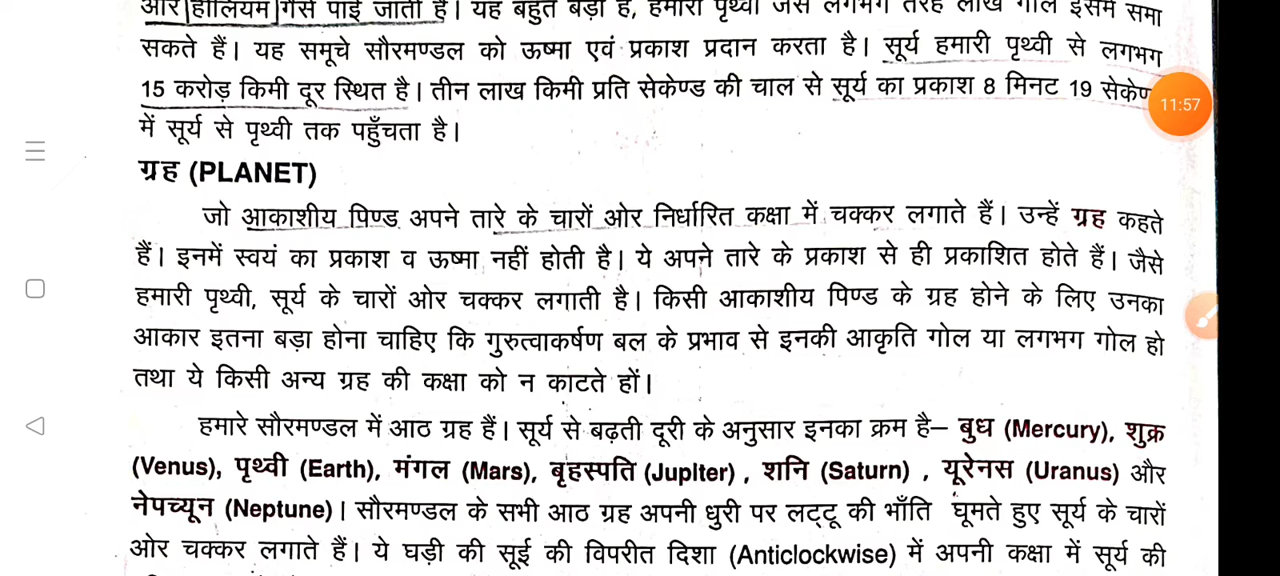 और हीलियम गैसें पाई जाती हैं। यह बहुत बड़ा है, हमारी पृथ्वी जैसे लगभग तेरह लाख गोले इसमें समा
सकते हैं। यह समूचे सौरमण्डल को ऊष्मा एवं प्रकाश प्रदान करता है। सूर्य हमारी पृथ्वी से लगभग
15 करोड़ किमी दूर स्थित है। तीन लाख किमी प्रति सेकेण्ड की चाल से सूर्य का प्रकाश 8 मिनट 19
11:57
में सूर्य से पृथ्वी तक पहुँचता है।
ग्रह (PLANET)
जो आकाशीय पिण्ड अपने तारे के चारों ओर निर्धारित कक्षा में चक्कर लगाते हैं। उन्हें ग्रह कहते
हैं। इनमें स्वयं का प्रकाश व ऊष्मा नहीं होती है। ये अपने तारे के प्रकाश से ही प्रकाशित होते हैं। जैसे
हमारी पृथ्वी, सूर्य के चारों ओर चक्कर लगाती है। किसी आकाशीय पिण्ड के ग्रह होने के लिए उनका
आकार इतना बड़ा होना चाहिए कि गुरुत्वाकर्षण बल के प्रभाव से इनकी आकृति गोल या लगभग गोल हो
तथा ये किसी अन्य ग्रह की कक्षा को न काटते हों।
हमारे सौरमण्डल में आठ ग्रह हैं। सूर्य से बढ़ती दूरी के अनुसार इनका क्रम है– बुध (Mercury), शुक्र
(Venus), पृथ्वी (Earth), मंगल (Mars), बृहस्पति (Jupiter) , शनि (Saturn) , यूरेनस (Uranus) और
नेपच्यून (Neptune)। सौरमण्डल के सभी आठ ग्रह अपनी धुरी पर लट्टू की भाँति घूमते हुए सूर्य के चारों
ओर चक्कर लगाते हैं। ये घड़ी की सूई की विपरीत दिशा (Anticlockwise) में अपनी कक्षा में सूर्य की